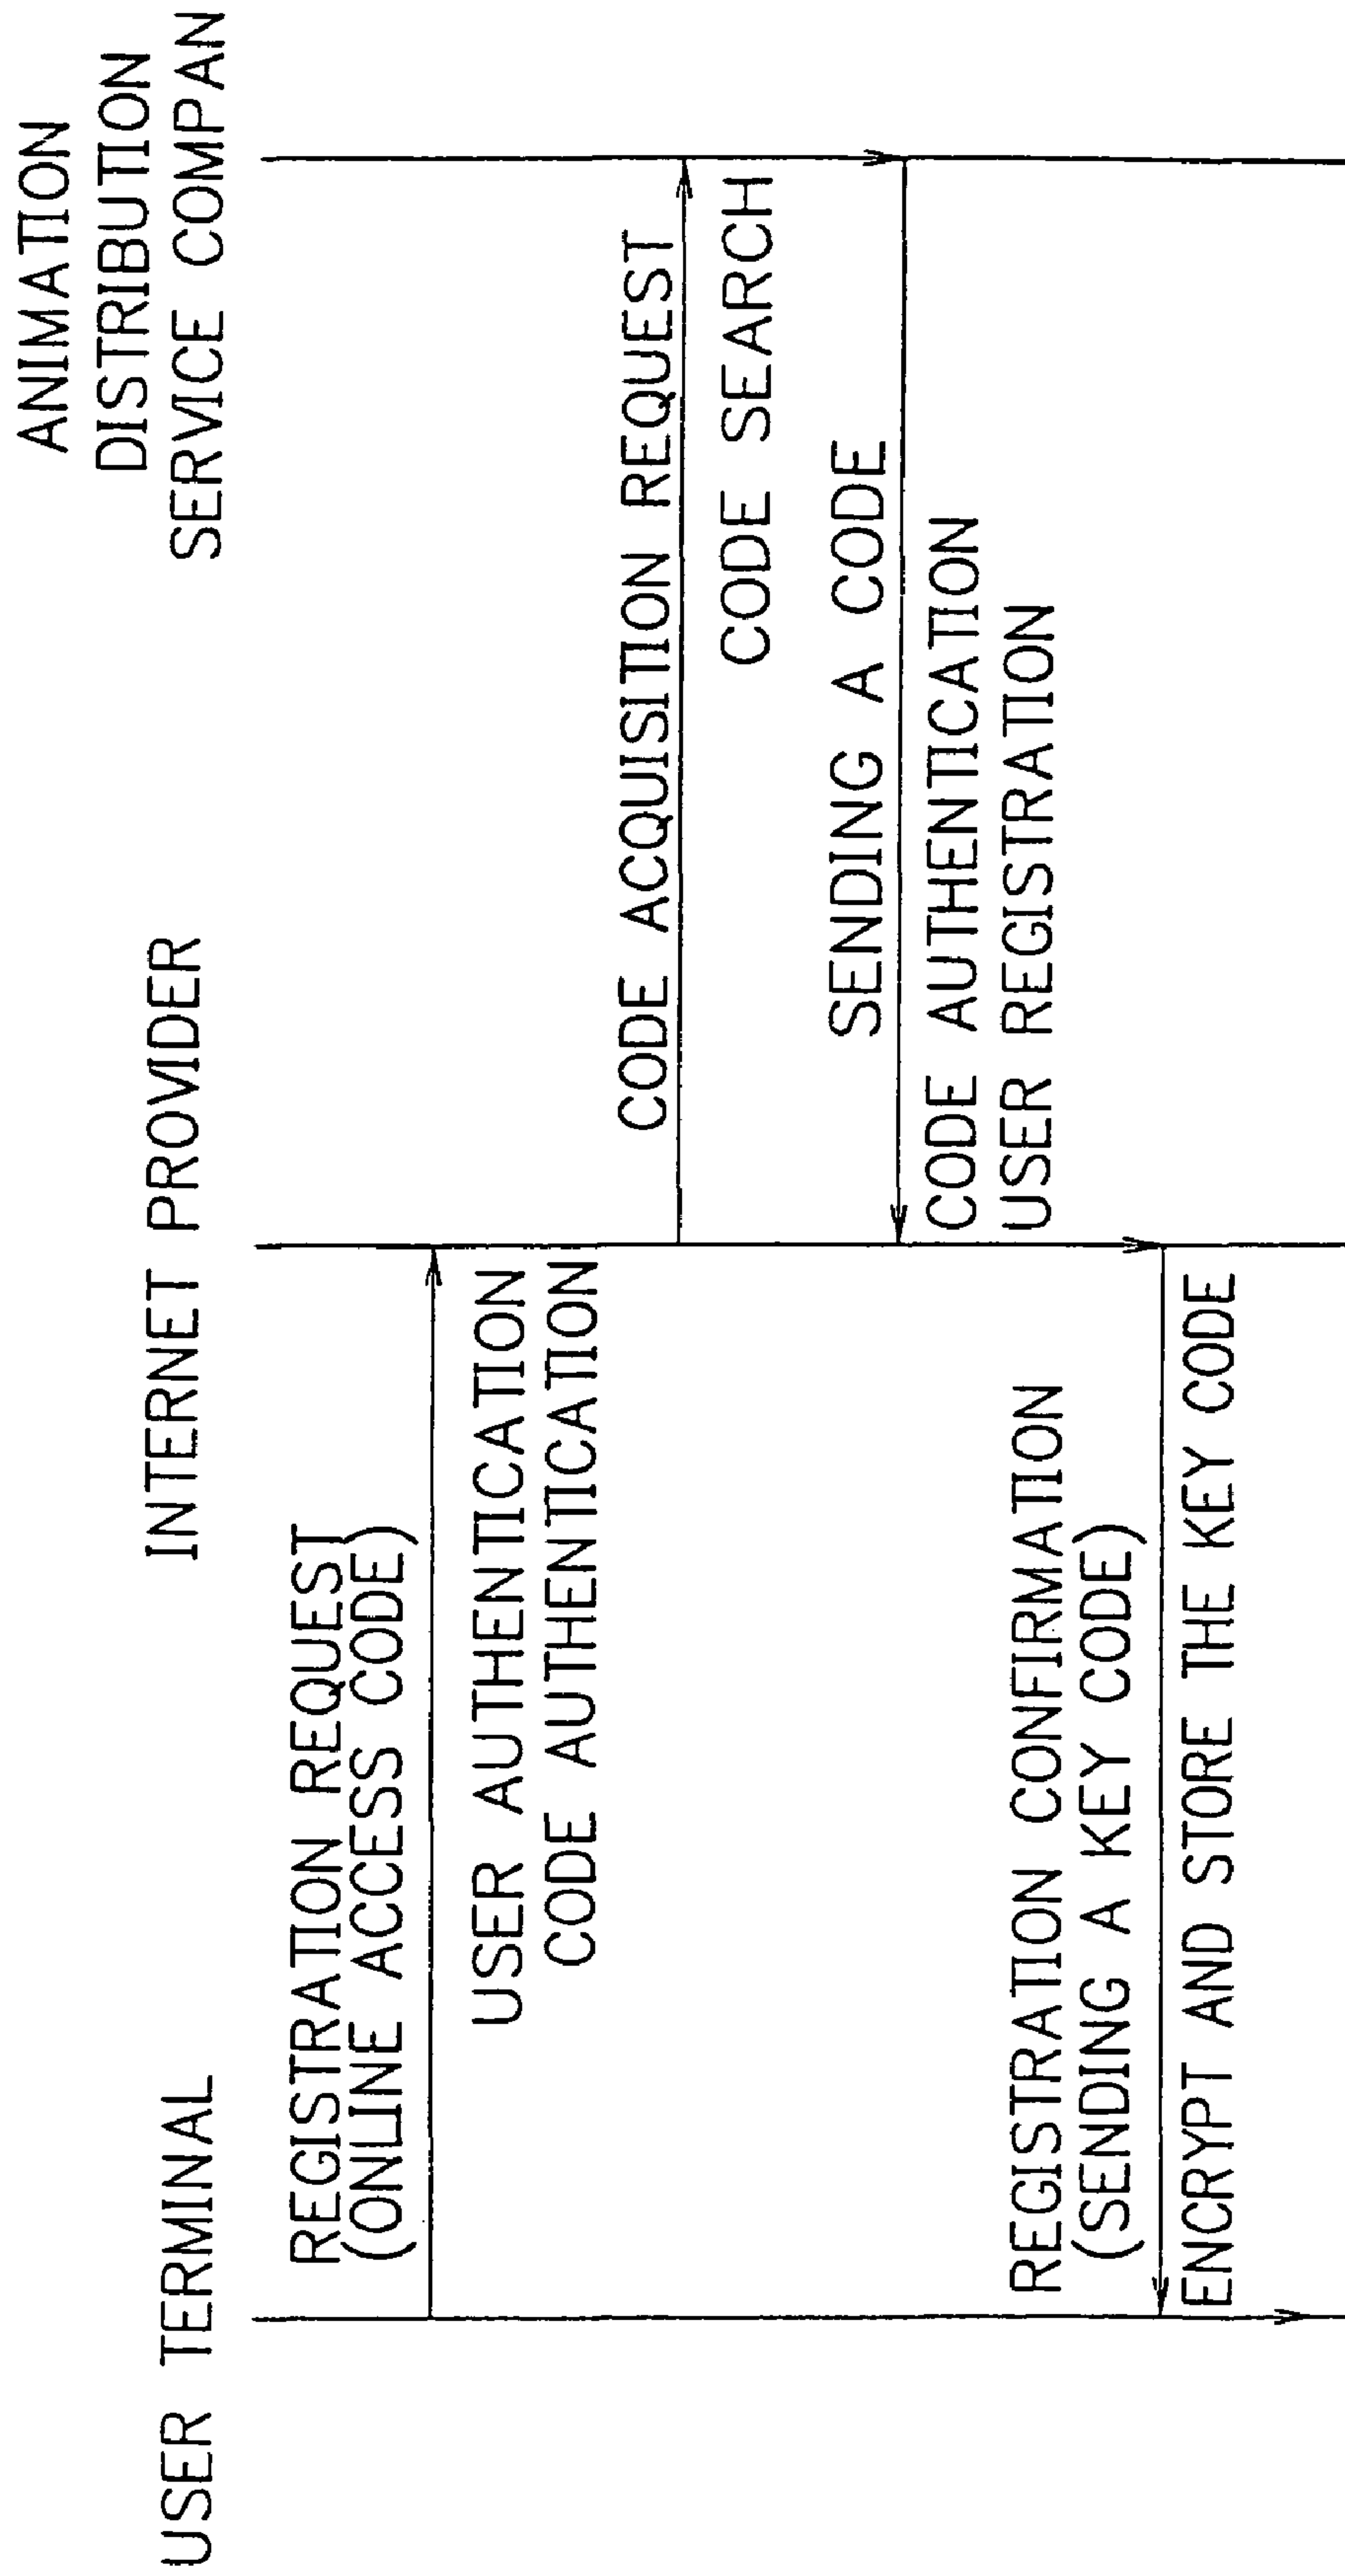 USER TERMINAL
INTERNET PROVIDER
ANIMATION
DISTRIBUTION
SERVICE COMPAN
REGISTRATION REQUEST
(ONLINE ACCESS CODE)
USER AUTHENTICATION
CODE AUTHENTICATION
CODE ACQUISITION REQUEST
CODE SEARCH
SENDING A CODE
CODE AUTHENTICATION
USER REGISTRATION
REGISTRATION CONFIRMATION
(SENDING A KEY CODE)
ENCRYPT AND STORE THE KEY CODE